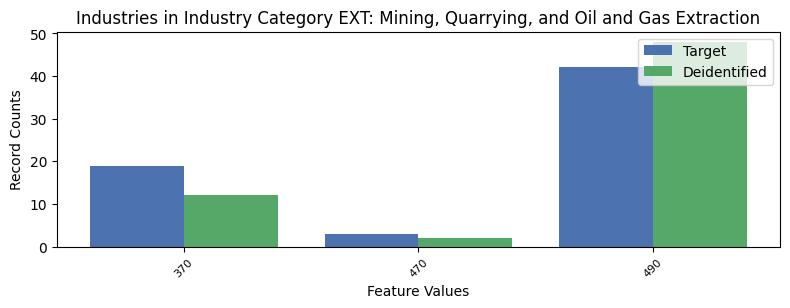 Industries in Industry Category EXT: Mining, Quarrying, and Oil and Gas Extraction
Record Counts
50
40
30
20
10
0
Target
Deidentified
370
470
490
Feature Values